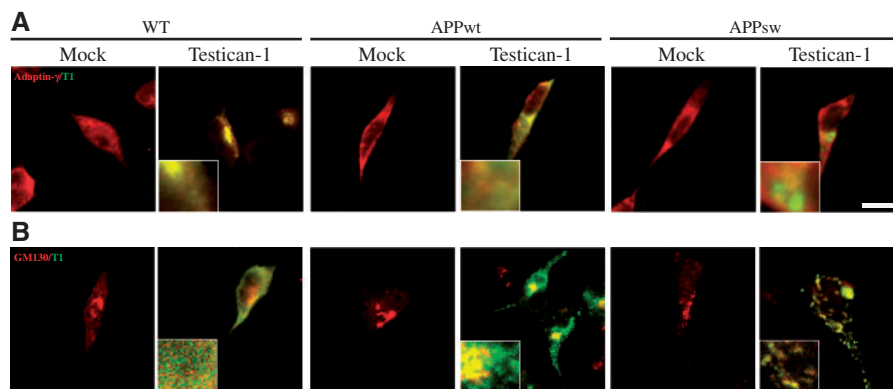 A
WT APPwt APPsw
Mock Testican-1 Mock Testican-1 Mock Testican-1
Adaptin-γ/T1
B
GM130/T1